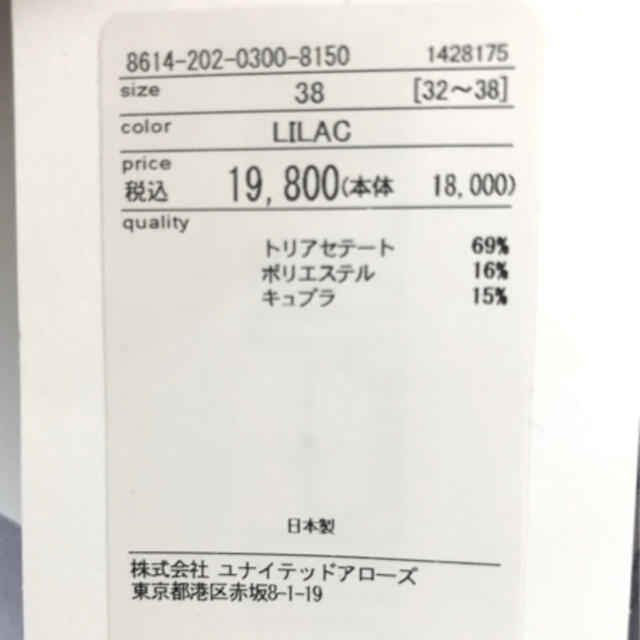 8614-202-0300-8150 1428175
size 38 [32〜38]
color LILAC
price
税込 19,800(本体 18,000)
quality
トリアセテート 69%
ポリエステル 16%
キュプラ 15%
日本製
株式会社 ユナイテッドアローズ
東京都港区赤坂8-1-19